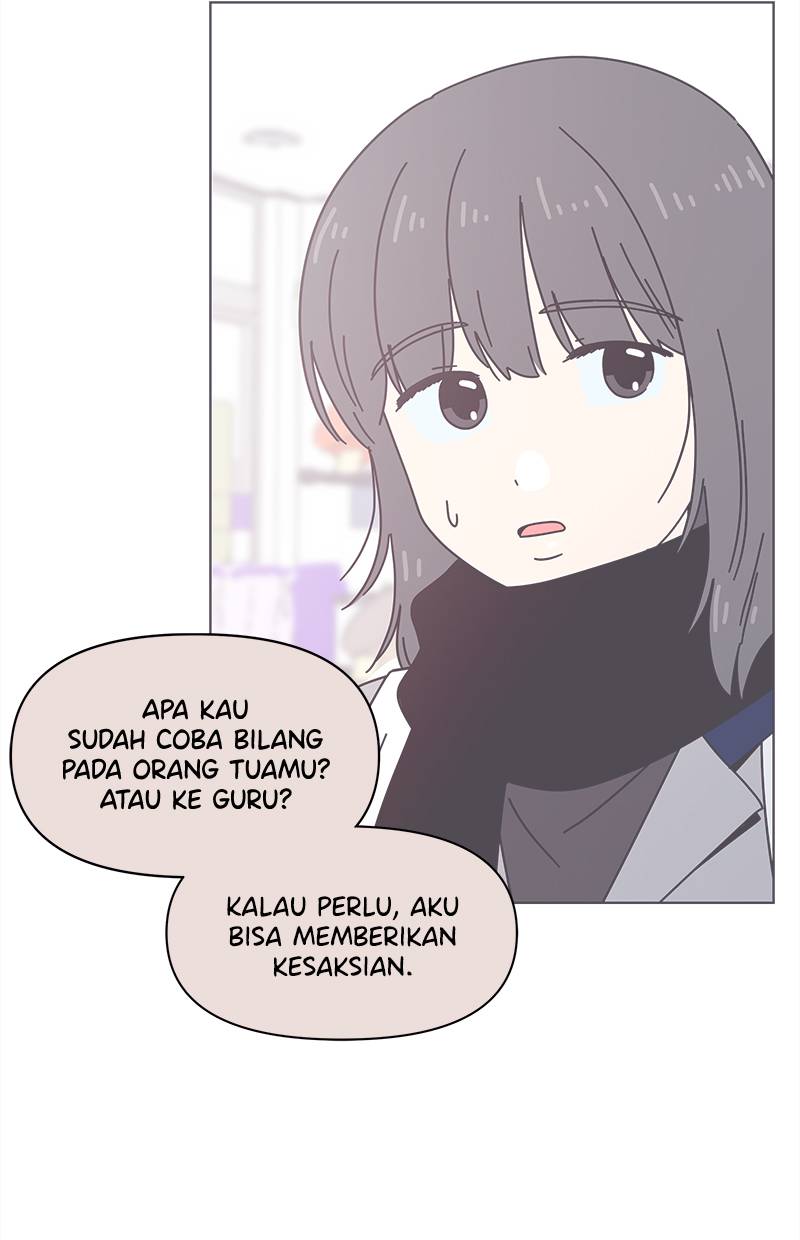 APA KAU
SUDAH COBA BILANG
PADA ORANG TUAMU?
ATAU KE GURU?
KALAU PERLU, AKU
BISA MEMBERIKAN
KESAKSIAN.